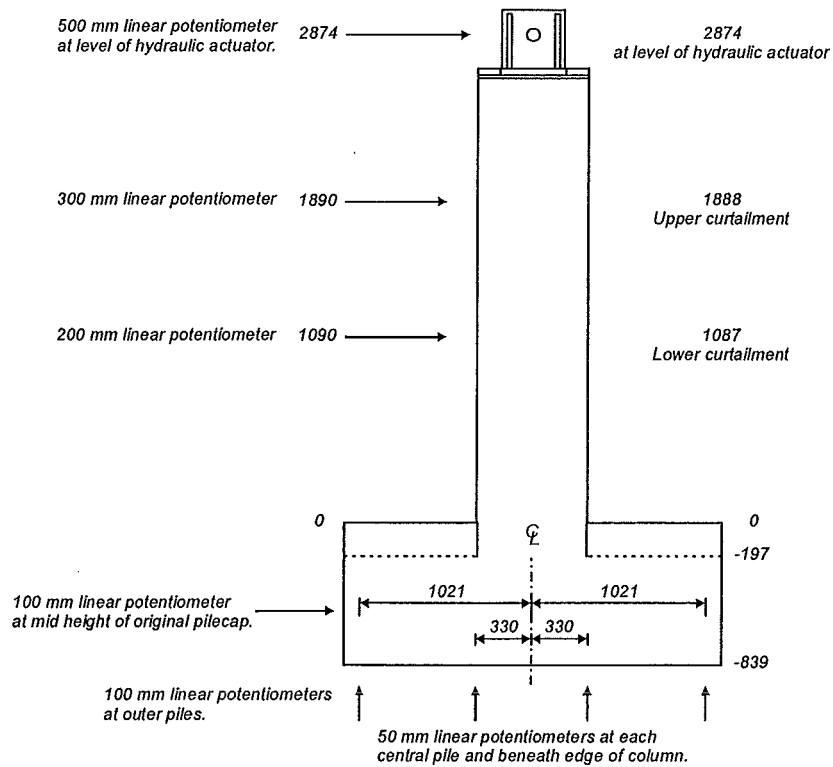 500 mm linear potentiometer
at level of hydraulic actuator.
2874
2874
at level of hydraulic actuator
300 mm linear potentiometer
1890
1888
Upper curtailment
200 mm linear potentiometer
1090
1087
Lower curtailment
0
℄
0
-197
1021
1021
100 mm linear potentiometer
at mid height of original pilecap.
330
330
-839
100 mm linear potentiometers
at outer piles.
50 mm linear potentiometers at each
central pile and beneath edge of column.